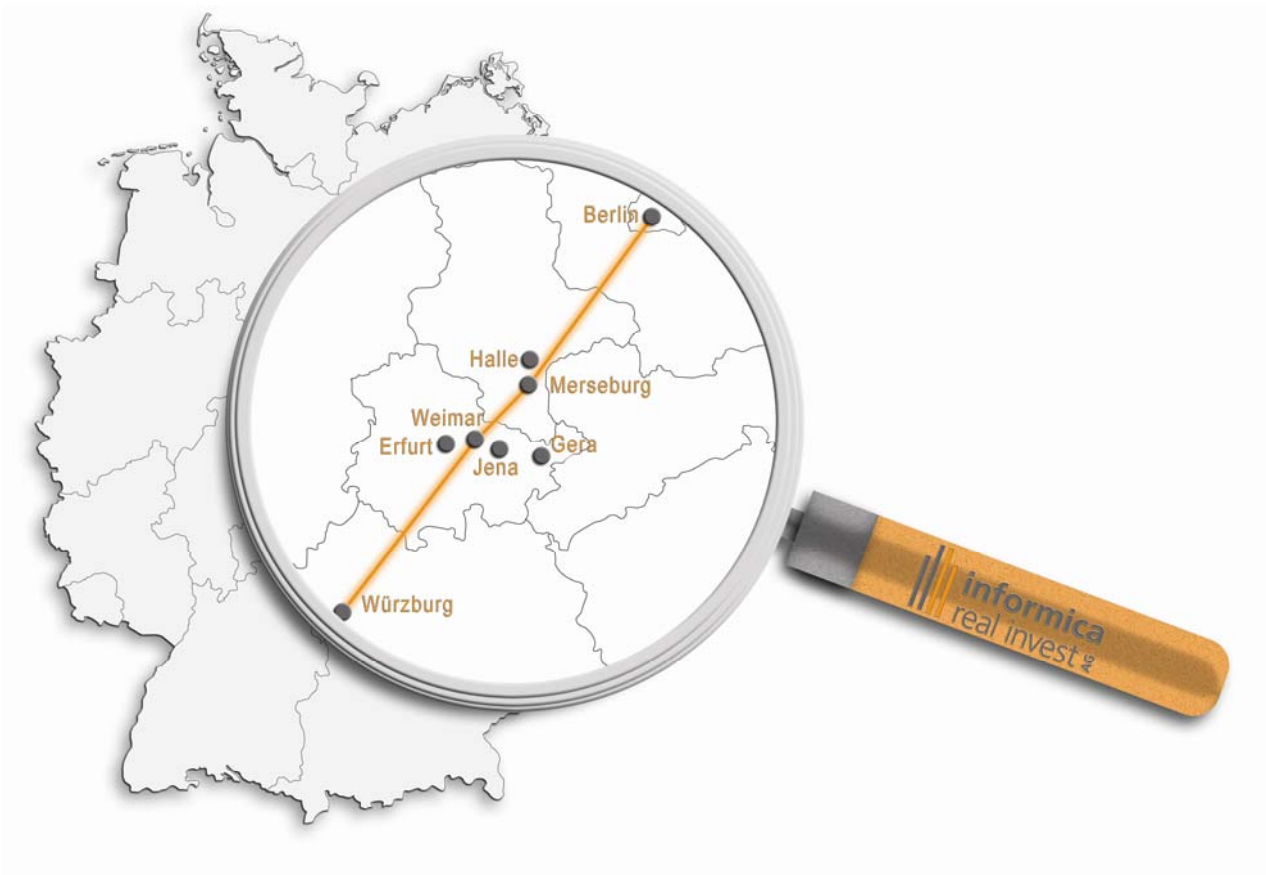 Berlin
Halle
Merseburg
Weimar
Erfurt
Gera
Jena
Würzburg
informica
real invest AG